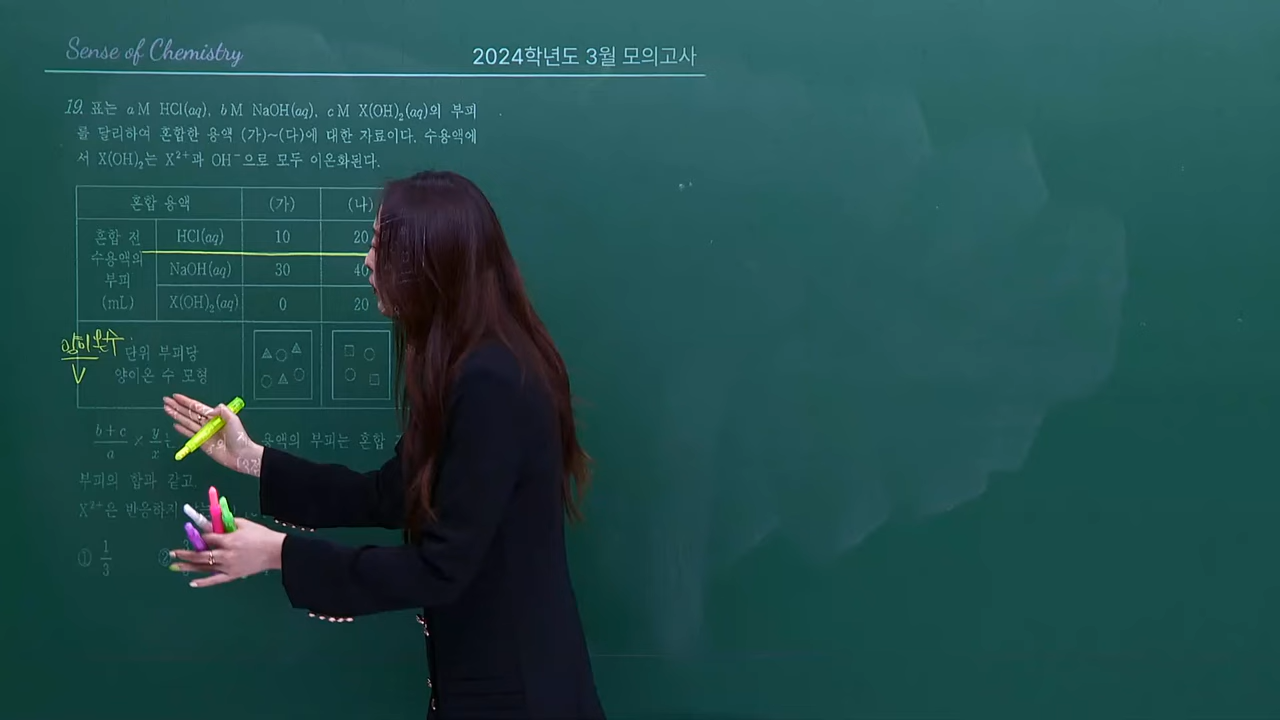 Sense of Chemistry
2024학년도 3월 모의고사
19. 표는 a M HCl(aq), b M NaOH(aq), c M X(OH)₂(aq)의 부피
를 달리하여 혼합한 용액 (가)~(다)에 대한 자료이다. 수용액에
서 X(OH)₂는 X²⁺과 OH⁻으로 모두 이온화된다.
혼합 용액 (가) (나)
혼합 전 수용액의 부피 (mL)
HCl(aq) 10 20
NaOH(aq) 30 40
X(OH)₂(aq) 0 20
양이온수
단위 부피당
양이온 수 모형
b+c/a × y/x 는
용액의 부피는 혼합
부피의 합과 같고
X²⁺은 반응하지
① 1/3 ②